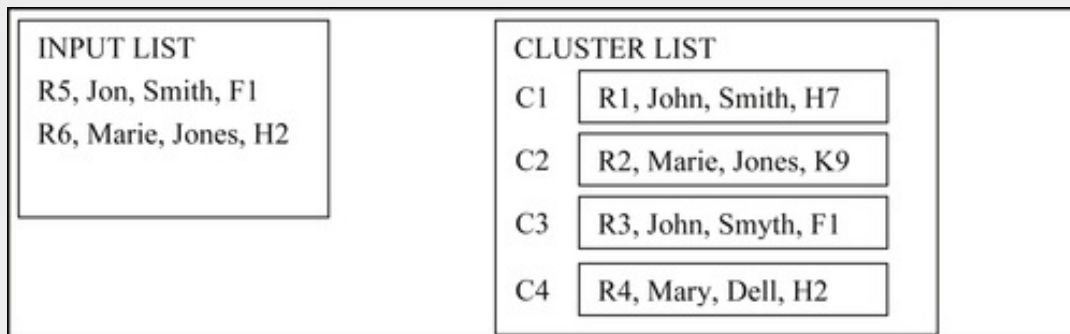 INPUT LIST
R5, Jon, Smith, F1
R6, Marie, Jones, H2
CLUSTER LIST
C1 R1, John, Smith, H7
C2 R2, Marie, Jones, K9
C3 R3, John, Smyth, F1
C4 R4, Mary, Dell, H2